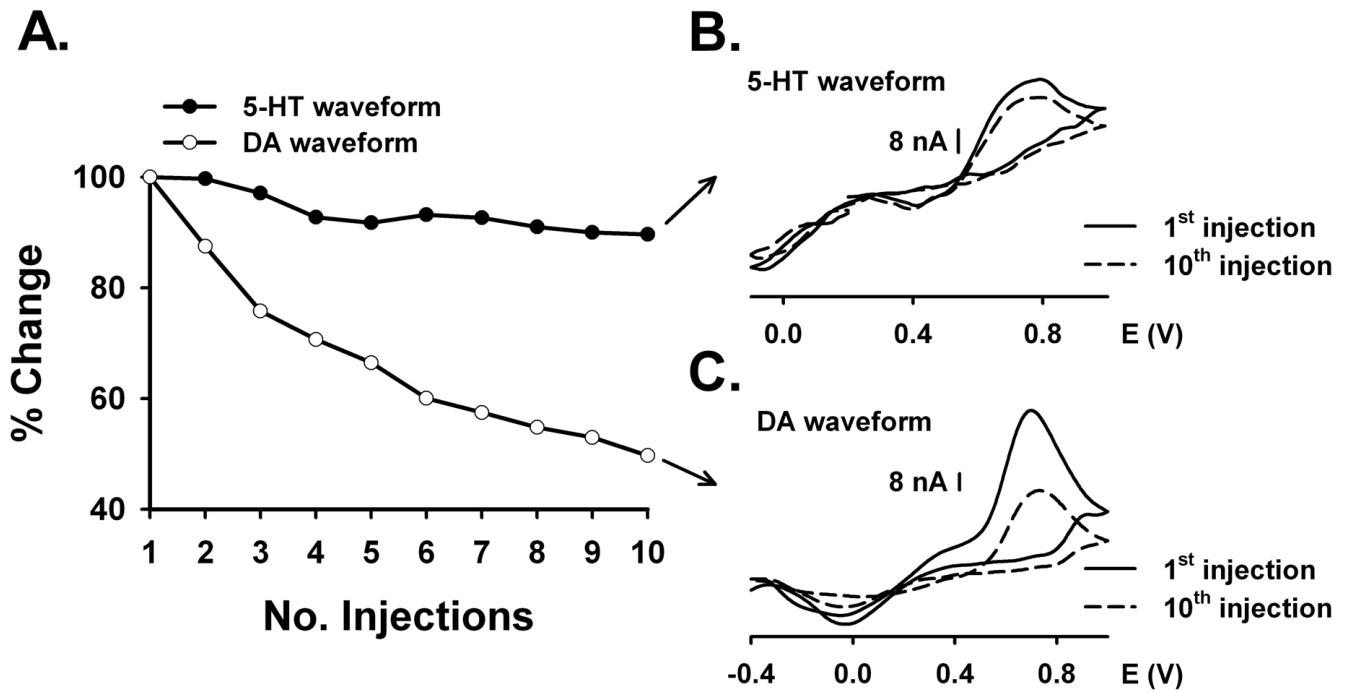 A.
5-HT waveform
DA waveform
100
80
60
40
% Change
1 2 3 4 5 6 7 8 9 10
No. Injections
B.
5-HT waveform
8 nA
1st injection
10th injection
0.0 0.4 0.8 E (V)
C.
DA waveform
8 nA
1st injection
10th injection
-0.4 0.0 0.4 0.8 E (V)